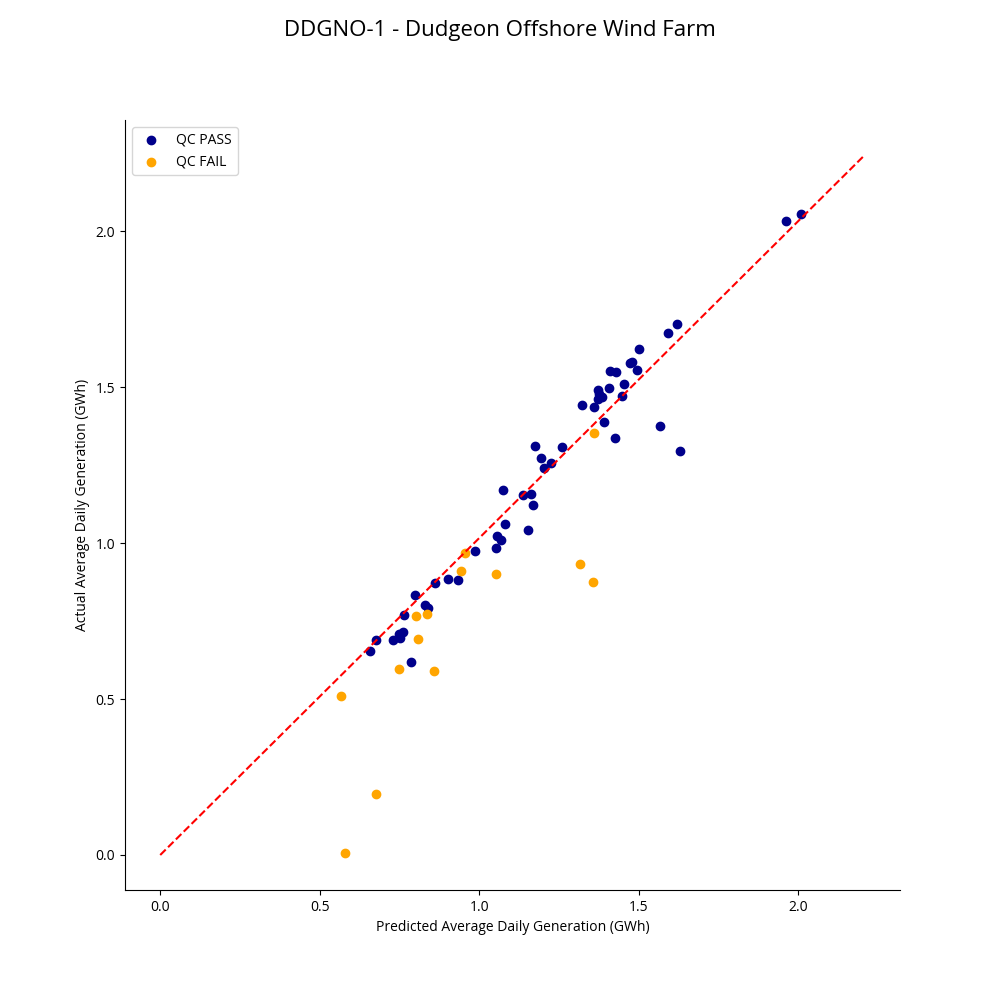 DDGNO-1 - Dudgeon Offshore Wind Farm
QC PASS
QC FAIL
Actual Average Daily Generation (GWh)
2.0
1.5
1.0
0.5
0.0
0.0 0.5 1.0 1.5 2.0
Predicted Average Daily Generation (GWh)